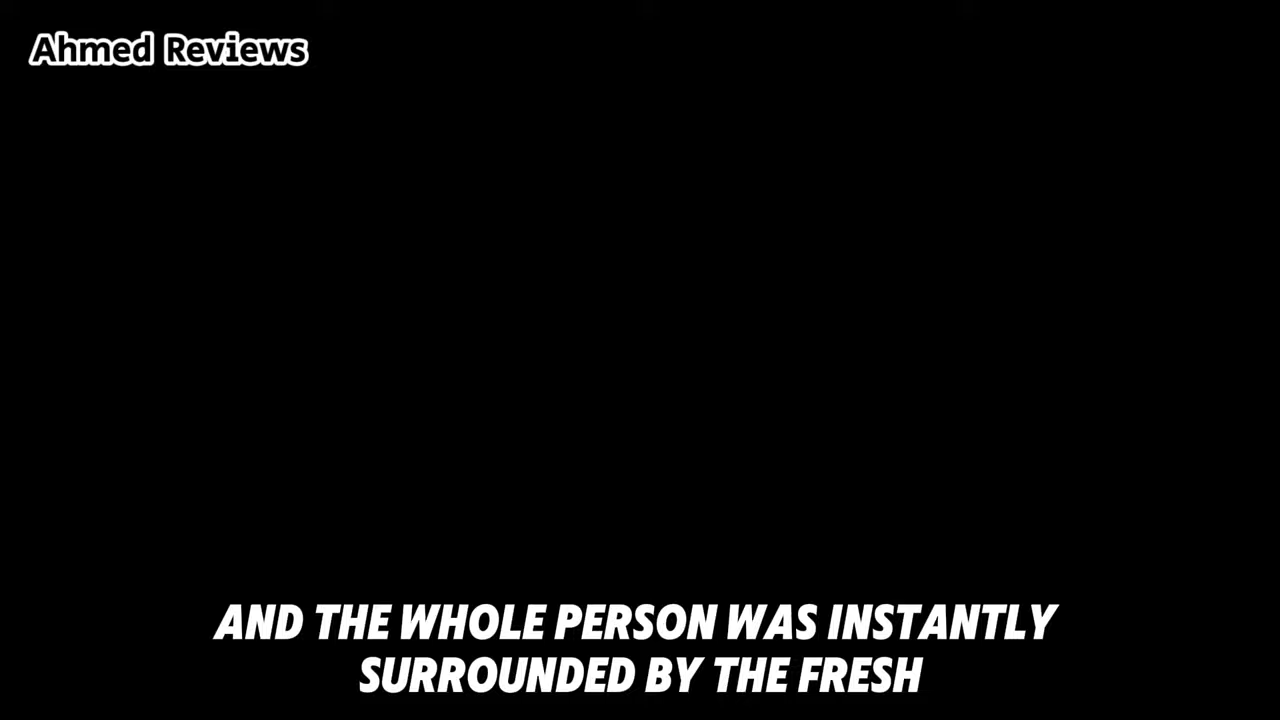 Ahmed Reviews
AND THE WHOLE PERSON WAS INSTANTLY
SURROUNDED BY THE FRESH